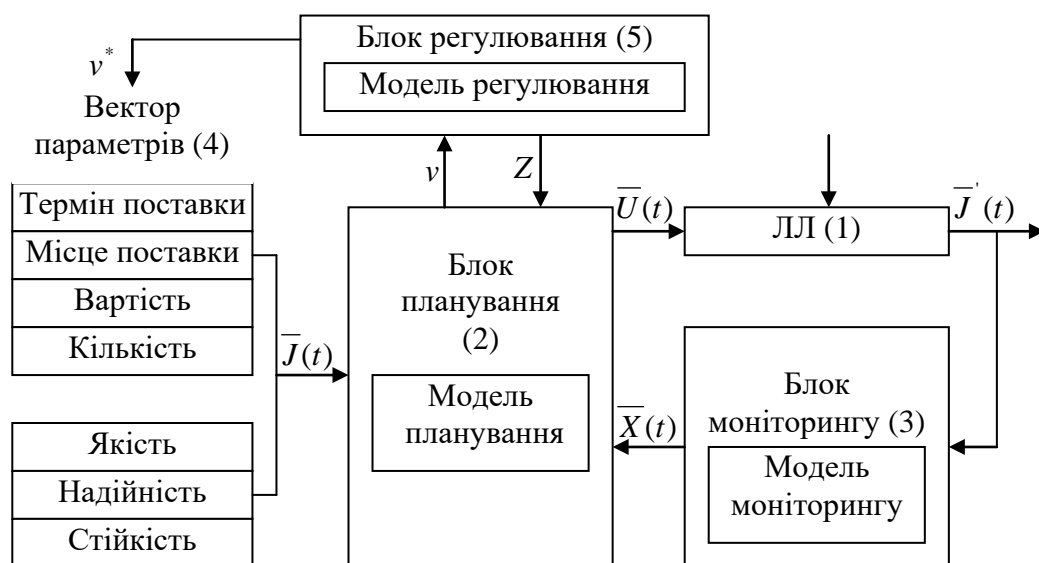 Блок регулювання (5)
Модель регулювання
v*
Вектор
параметрів (4)
v
Z
Термін поставки
Місце поставки
Вартість
Кількість
J̅(t)
Якість
Надійність
Стійкість
Блок
планування
(2)
Модель
планування
U̅(t)
ЛЛ (1)
J̅'(t)
X̅(t)
Блок
моніторингу (3)
Модель
моніторингу